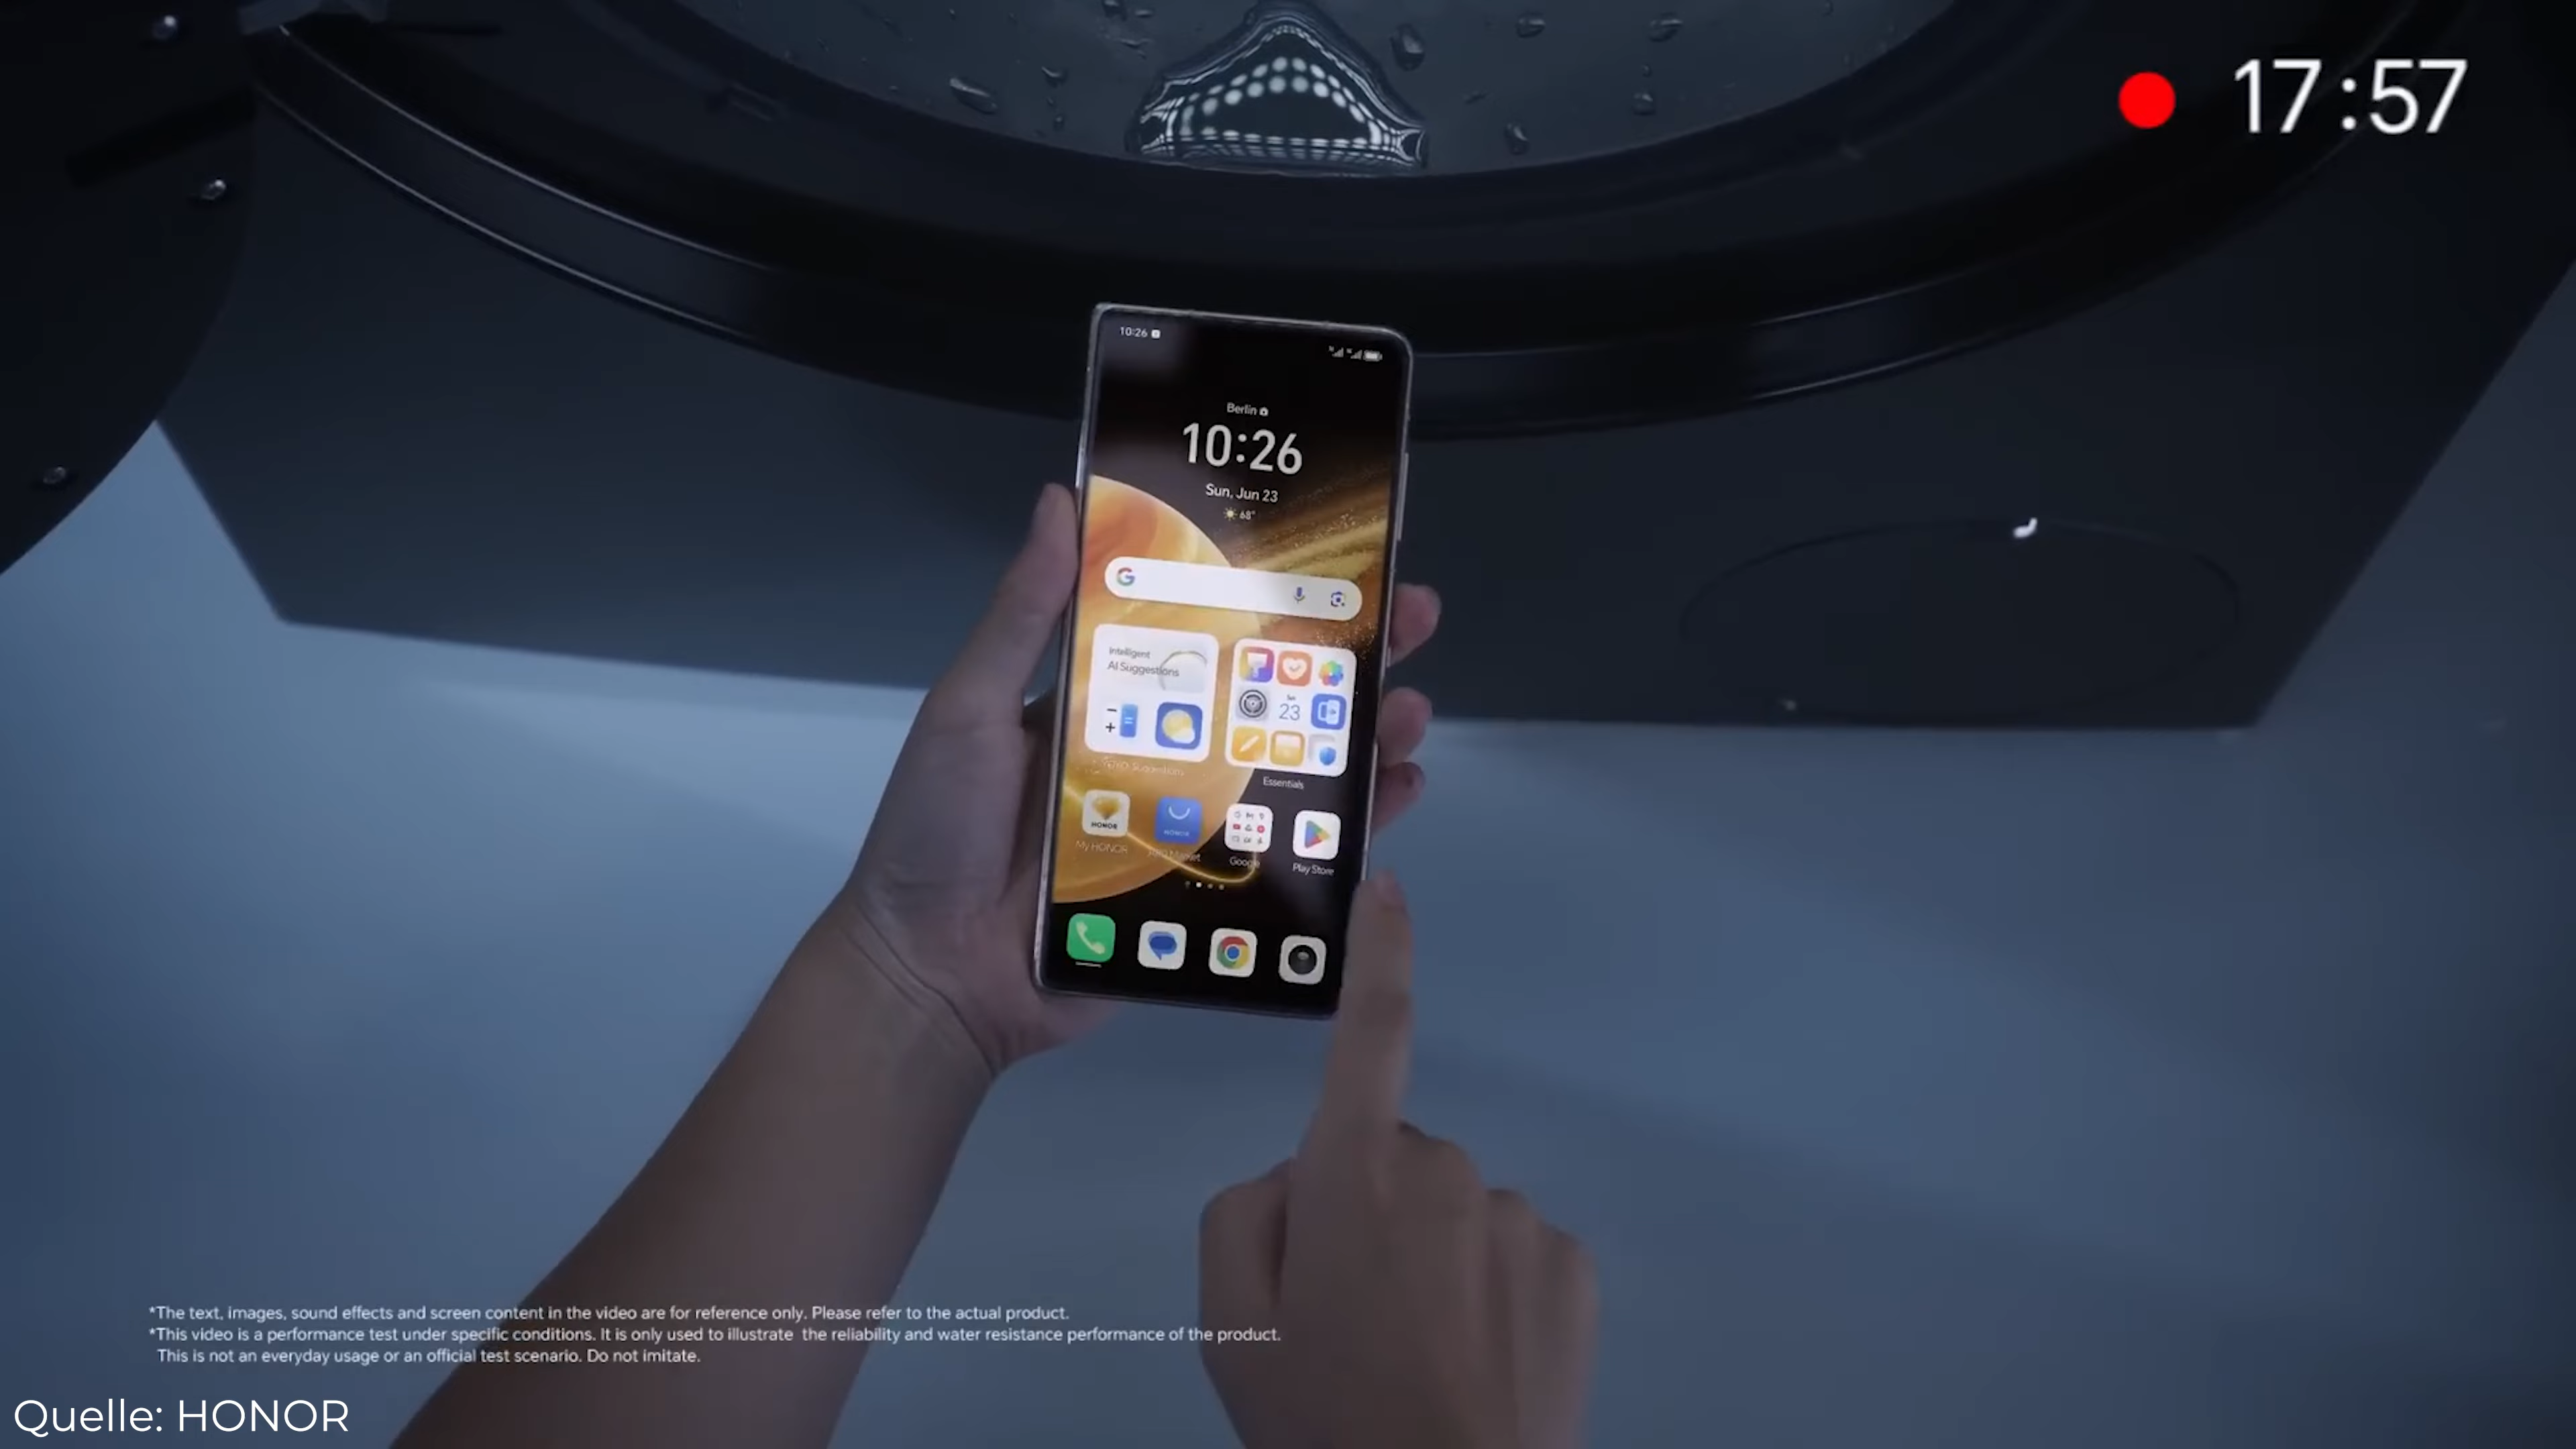 17:57
10:26
Berlin
10:26
Sun, Jun 23
68°
Intelligent
AI Suggestions
23
Essentials
HONOR
HONOR
My HONOR
App Market
Google
Play Store
*The text, images, sound effects and screen content in the video are for reference only. Please refer to the actual product.
*This video is a performance test under specific conditions. It is only used to illustrate the reliability and water resistance performance of the product.
This is not an everyday usage or an official test scenario. Do not imitate.
Quelle: HONOR